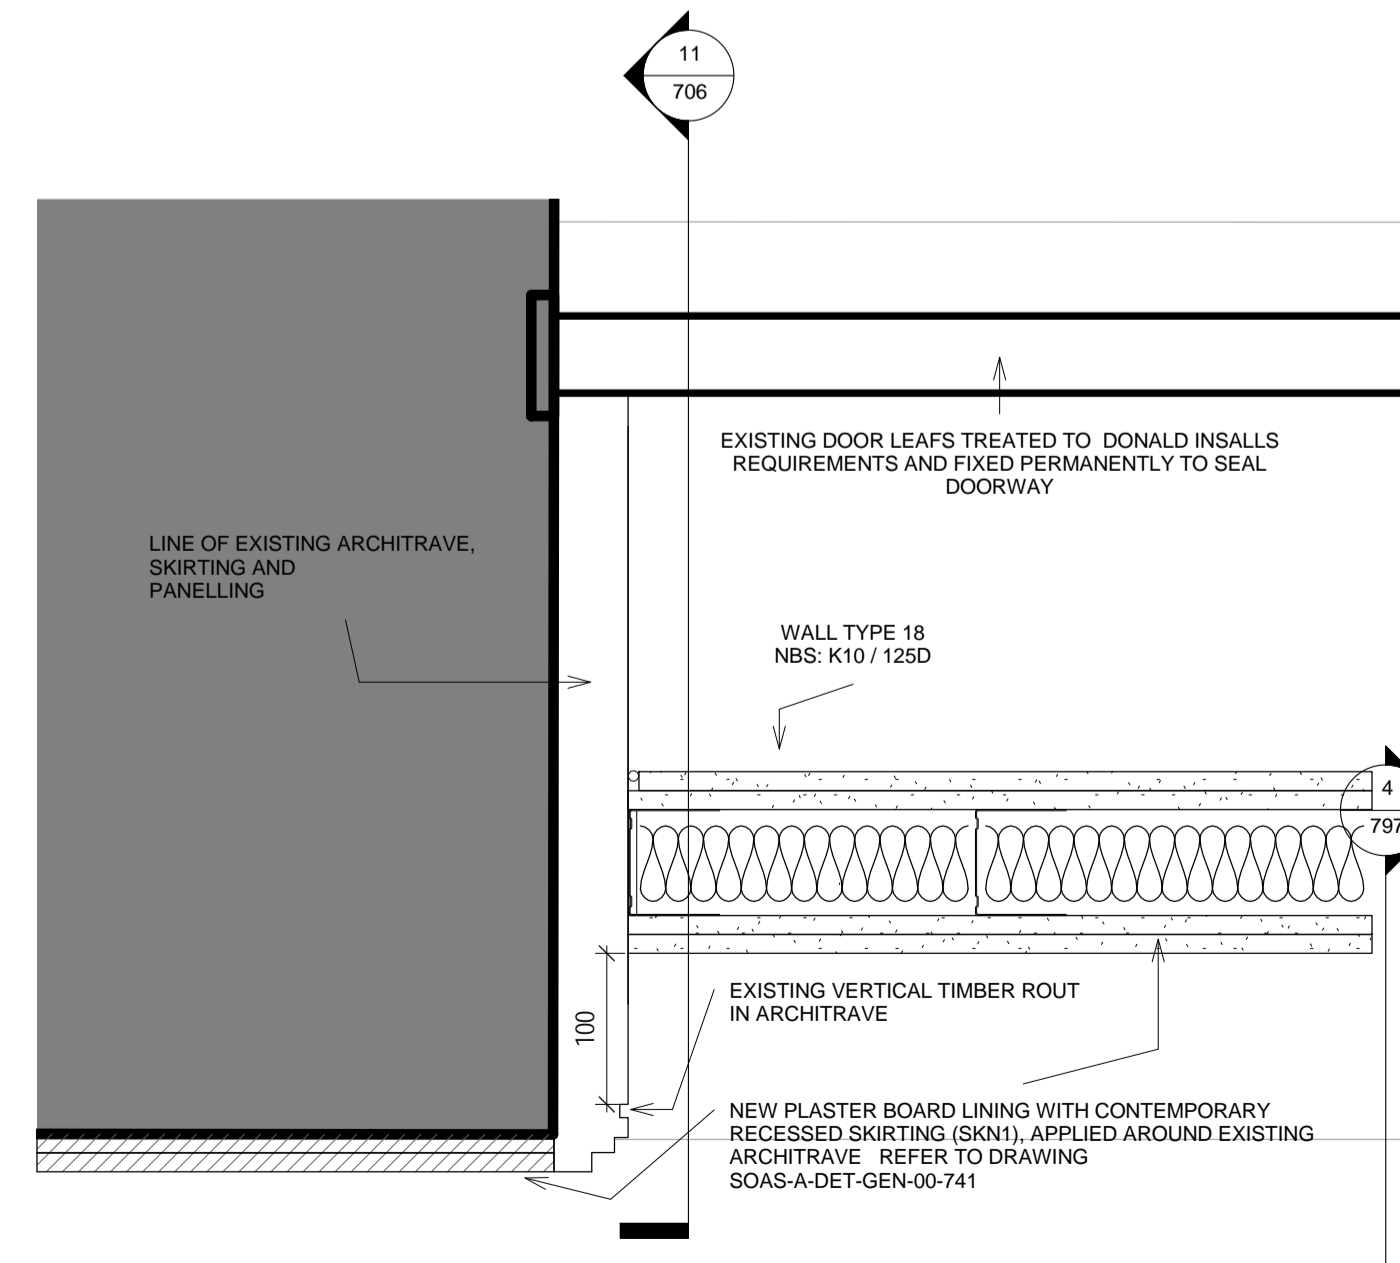 11
706
EXISTING DOOR LEAFS TREATED TO DONALD INSALLS
REQUIREMENTS AND FIXED PERMANENTLY TO SEAL
DOORWAY
LINE OF EXISTING ARCHITRAVE,
SKIRTING AND
PANELLING
WALL TYPE 18
NBS: K10 / 125D
4
797
EXISTING VERTICAL TIMBER ROUT
IN ARCHITRAVE
100
NEW PLASTER BOARD LINING WITH CONTEMPORARY
RECESSED SKIRTING (SKN1), APPLIED AROUND EXISTING
ARCHITRAVE REFER TO DRAWING
SOAS-A-DET-GEN-00-741